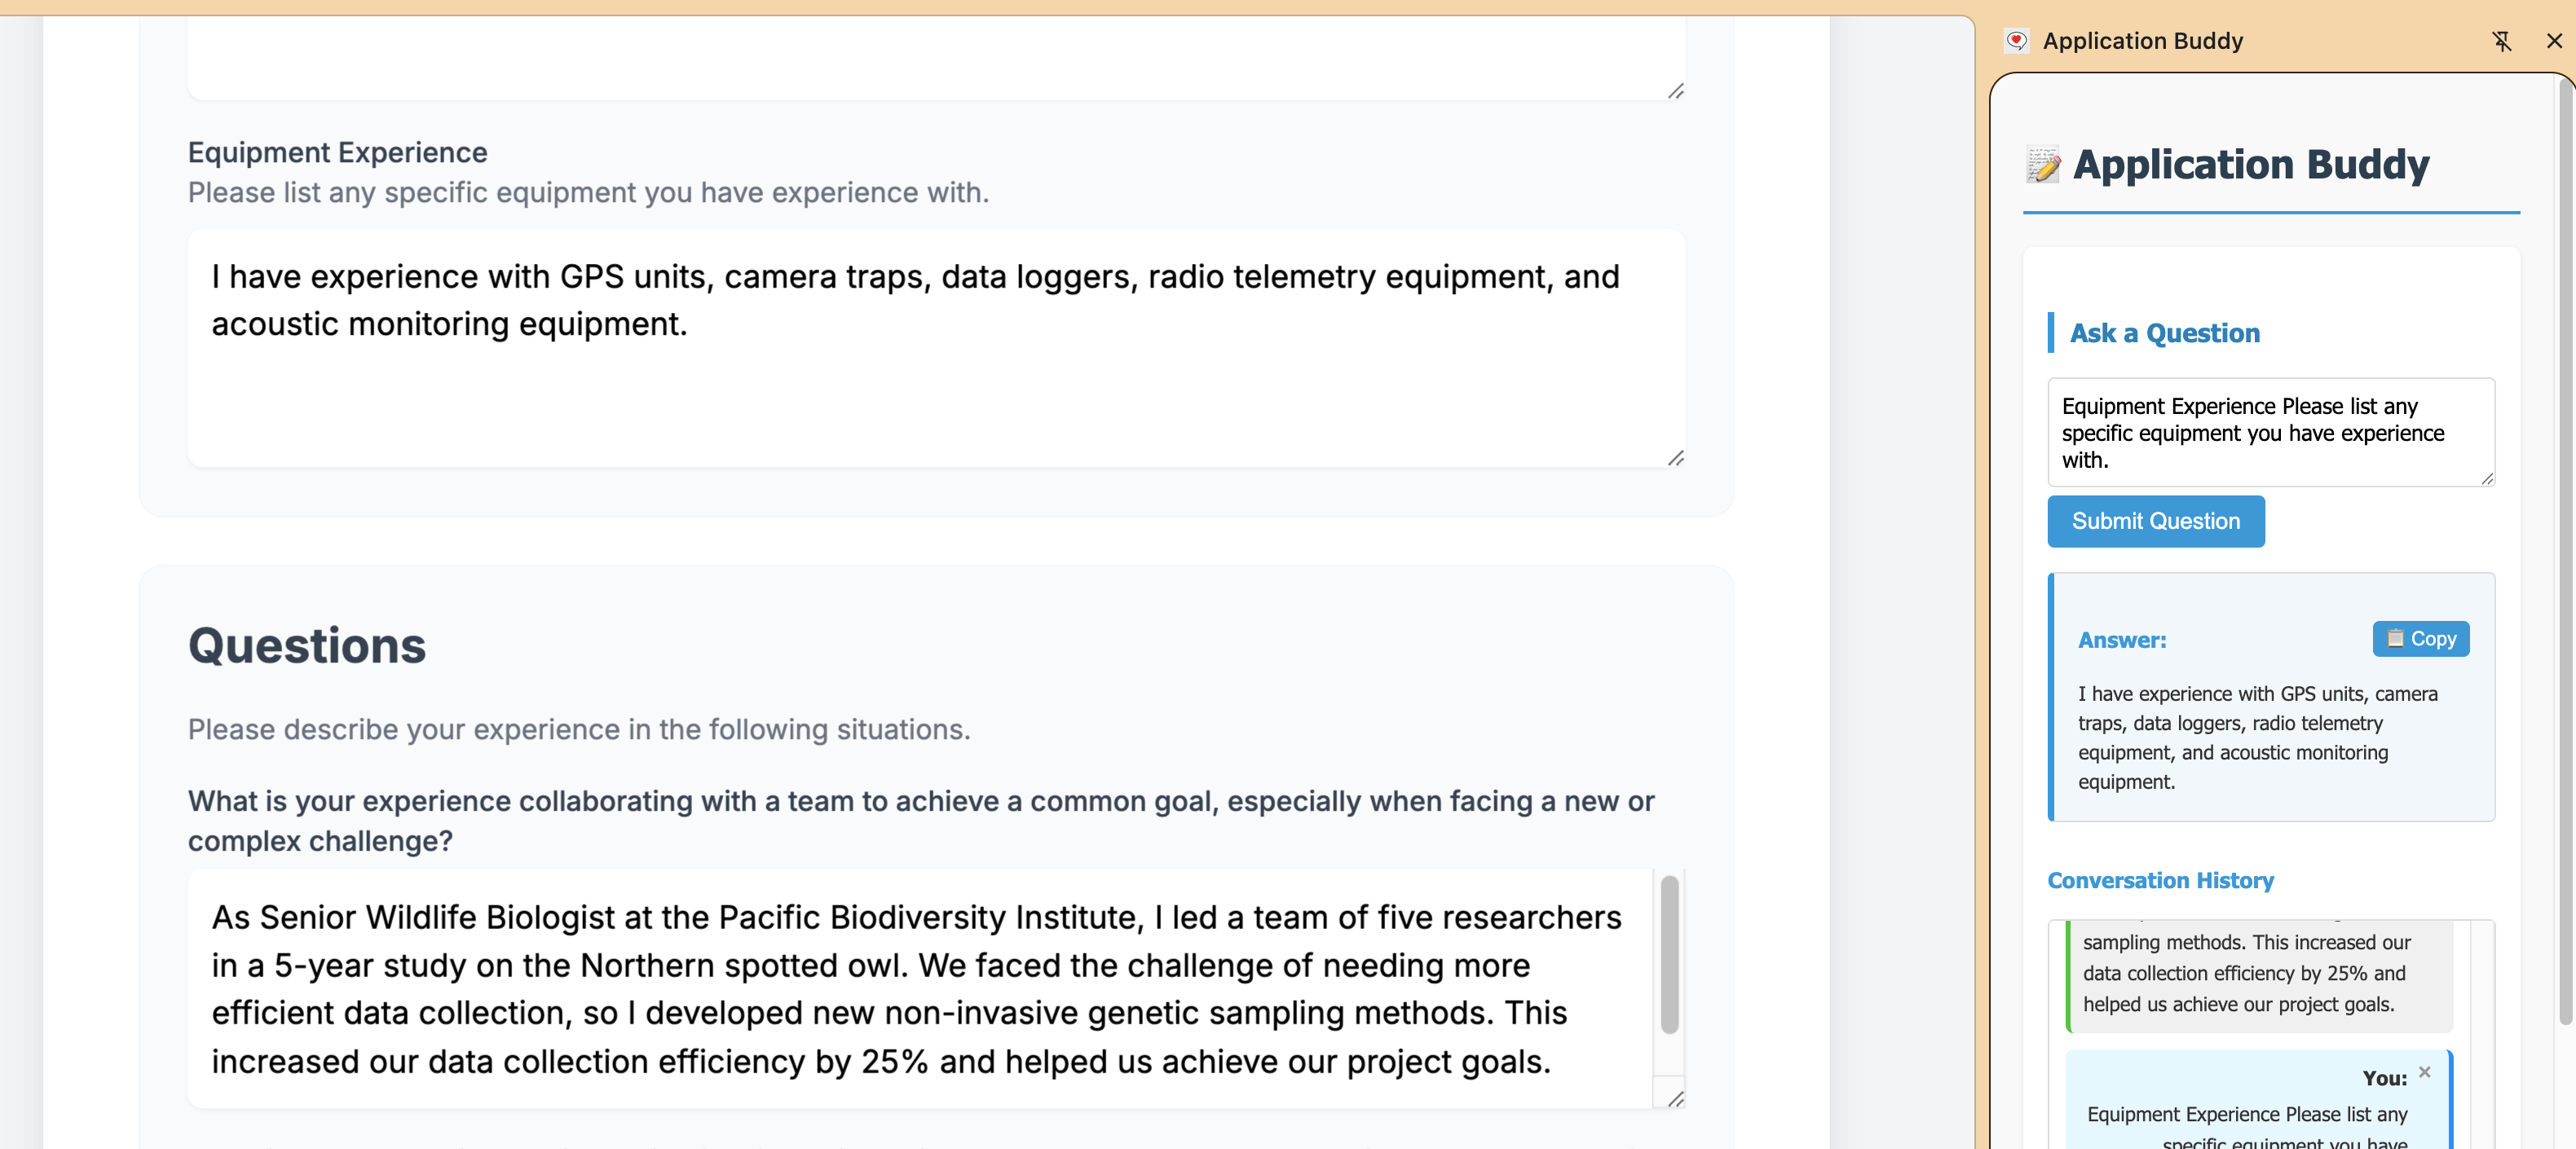 Equipment Experience
Please list any specific equipment you have experience with.
I have experience with GPS units, camera traps, data loggers, radio telemetry equipment, and
acoustic monitoring equipment.
Questions
Please describe your experience in the following situations.
What is your experience collaborating with a team to achieve a common goal, especially when facing a new or
complex challenge?
As Senior Wildlife Biologist at the Pacific Biodiversity Institute, I led a team of five researchers
in a 5-year study on the Northern spotted owl. We faced the challenge of needing more
efficient data collection, so I developed new non-invasive genetic sampling methods. This
increased our data collection efficiency by 25% and helped us achieve our project goals.
Application Buddy
Application Buddy
Ask a Question
Equipment Experience Please list any
specific equipment you have experience
with.
Submit Question
Answer:
Copy
I have experience with GPS units, camera
traps, data loggers, radio telemetry
equipment, and acoustic monitoring
equipment.
Conversation History
sampling methods. This increased our
data collection efficiency by 25% and
helped us achieve our project goals.
You:
Equipment Experience Please list any
specific equipment you have